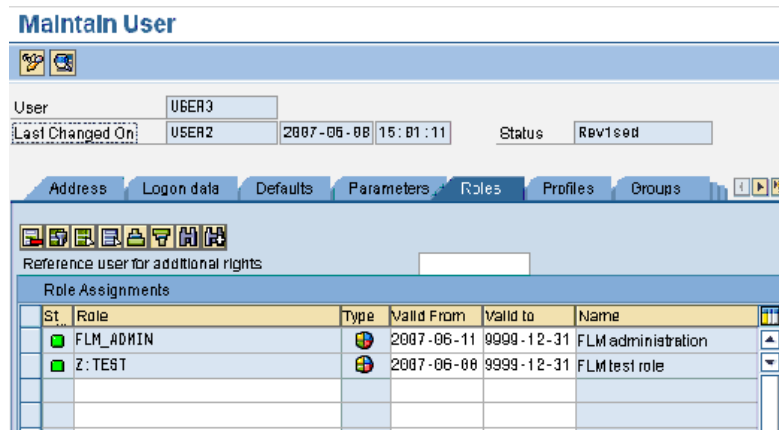 Maintain User
User USER3
Last Changed On USER2 2007-06-08 15:01:11 Status Revised
Address Logon data Defaults Parameters Roles Profiles Groups
Reference user for additional rights
Role Assignments
St... Role Type Valid From Valid to Name
FLM_ADMIN 2007-06-11 9999-12-31 FLM administration
Z:TEST 2007-06-08 9999-12-31 FLM test role